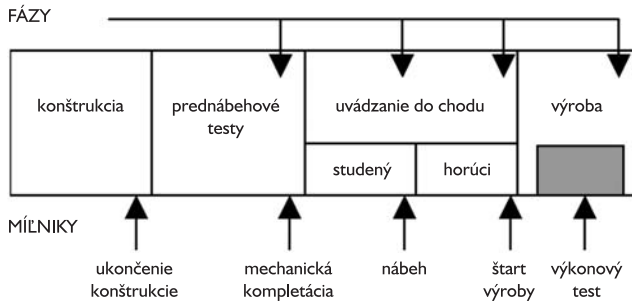 FÁZY
konštrukcia
prednábehové
testy
uvádzanie do chodu
výroba
studený
horúci
MÍĽNIKY
ukončenie
konštrukcie
mechanická
kompletácia
nábeh
štart
výroby
výkonový
test